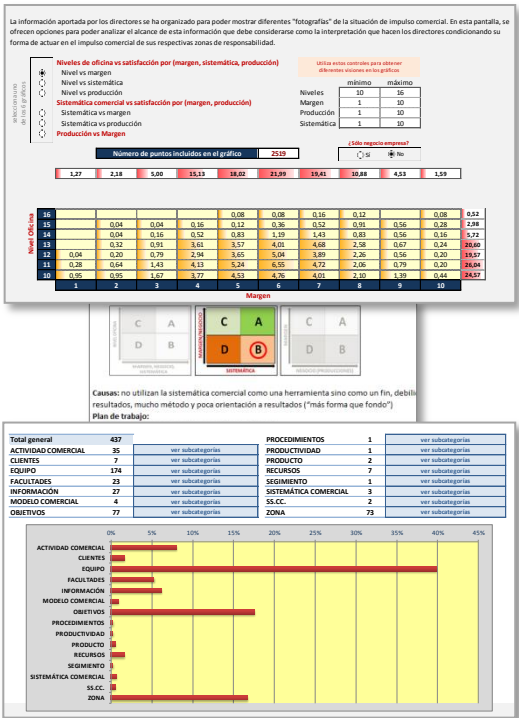 La información aportada por los directores se ha organizado para poder mostrar diferentes "fotografías" de la situación de impulso comercial. En esta pantalla, se
ofrecen opciones para poder analizar el alcance de esta información que debe considerarse como la interpretación que hacen los directores condicionando su
forma de actuar en el impulso comercial de sus respectivas zonas de responsabilidad.
selecciona uno
de los 6 gráficos
Niveles de oficina vs satisfacción por (margen, sistemática, producción)
Nivel vs margen
Nivel vs sistemática
Nivel vs producción
Sistemática comercial vs satisfacción por (margen, producción)
Sistemática vs margen
Sistemática vs producción
Producción vs Margen
Utiliza estos controles para obtener
diferentes visiones en los gráficos
mínimo máximo
Niveles 10 16
Margen 1 10
Producción 1 10
Sistemática 1 10
¿Sólo negocio empresa?
Sí No
Número de puntos incluidos en el gráfico 2519
1,27 2,18 5,00 15,13 18,02 21,99 19,41 10,88 4,53 1,59
Nivel Oficina
16 0,08 0,08 0,16 0,12 0,08 0,52
15 0,04 0,04 0,16 0,12 0,36 0,52 0,91 0,56 0,28 2,98
14 0,04 0,16 0,52 0,83 1,19 1,43 0,83 0,56 0,16 5,72
13 0,32 0,91 3,61 3,57 4,01 4,68 2,58 0,67 0,24 20,60
12 0,04 0,20 0,79 2,94 3,65 5,04 3,89 2,26 0,56 0,20 19,57
11 0,28 0,64 1,43 4,13 5,24 6,55 4,72 2,06 0,79 0,20 26,04
10 0,95 0,95 1,67 3,77 4,53 4,76 4,01 2,10 1,39 0,44 24,57
1 2 3 4 5 6 7 8 9 10
Margen
C A
D B
MARGEN/NEGOCIO
C A
D B
SISTEMÁTICA
C A
D B
Causas: no utilizan la sistemática comercial como una herramienta sino como un fin, debili
resultados, mucho método y poca orientación a resultados ("más forma que fondo")
Plan de trabajo:
Total general 437
ACTIVIDAD COMERCIAL 35 ver subcategorías
CLIENTES 7 ver subcategorías
EQUIPO 174 ver subcategorías
FACULTADES 23 ver subcategorías
INFORMACIÓN 27 ver subcategorías
MODELO COMERCIAL 4 ver subcategorías
OBJETIVOS 77 ver subcategorías
PROCEDIMIENTOS 1 ver subcategorías
PRODUCTIVIDAD 1 ver subcategorías
PRODUCTO 2 ver subcategorías
RECURSOS 7 ver subcategorías
SEGIMIENTO 1 ver subcategorías
SISTEMÁTICA COMERCIAL 3 ver subcategorías
SS.CC. 2 ver subcategorías
ZONA 73 ver subcategorías
0% 5% 10% 15% 20% 25% 30% 35% 40% 45%
ACTIVIDAD COMERCIAL
CLIENTES
EQUIPO
FACULTADES
INFORMACIÓN
MODELO COMERCIAL
OBJETIVOS
PROCEDIMIENTOS
PRODUCTIVIDAD
PRODUCTO
RECURSOS
SEGIMIENTO
SISTEMÁTICA COMERCIAL
SS.CC.
ZONA